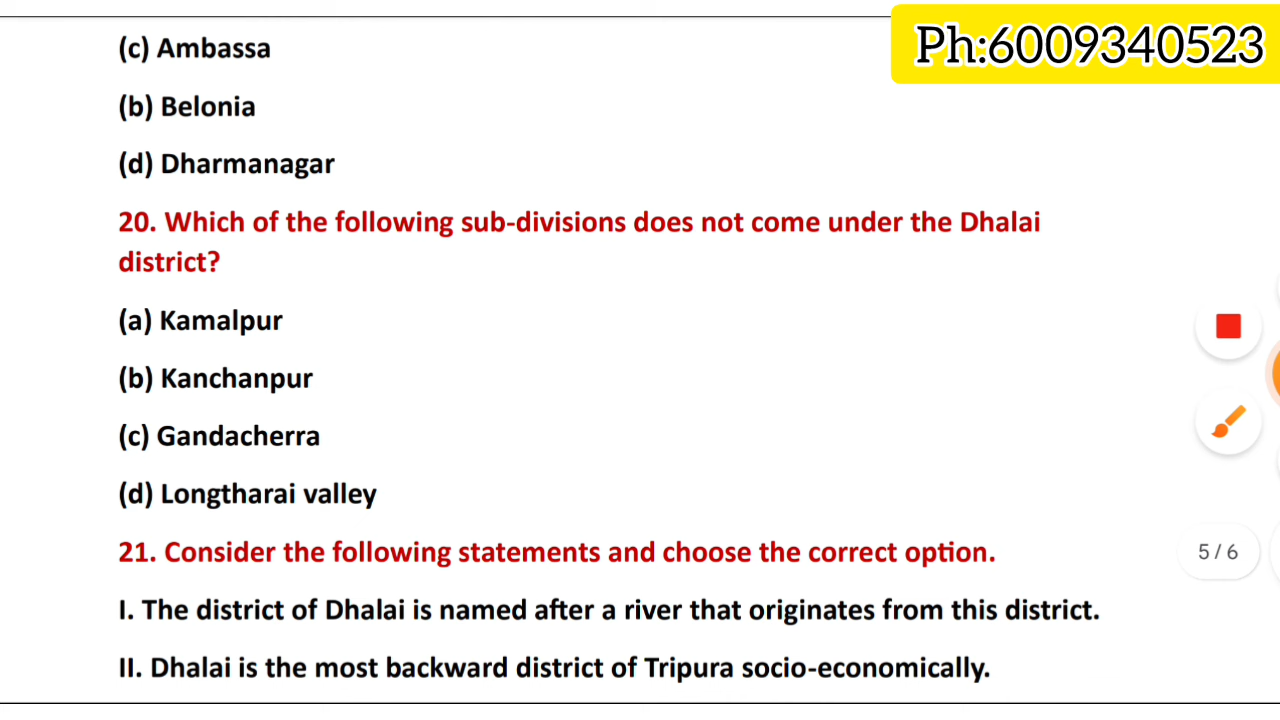 Ph:6009340523
(c) Ambassa
(b) Belonia
(d) Dharmanagar
20. Which of the following sub-divisions does not come under the Dhalai
district?
(a) Kamalpur
(b) Kanchanpur
(c) Gandacherra
(d) Longtharai valley
21. Consider the following statements and choose the correct option.
5 / 6
I. The district of Dhalai is named after a river that originates from this district.
II. Dhalai is the most backward district of Tripura socio-economically.